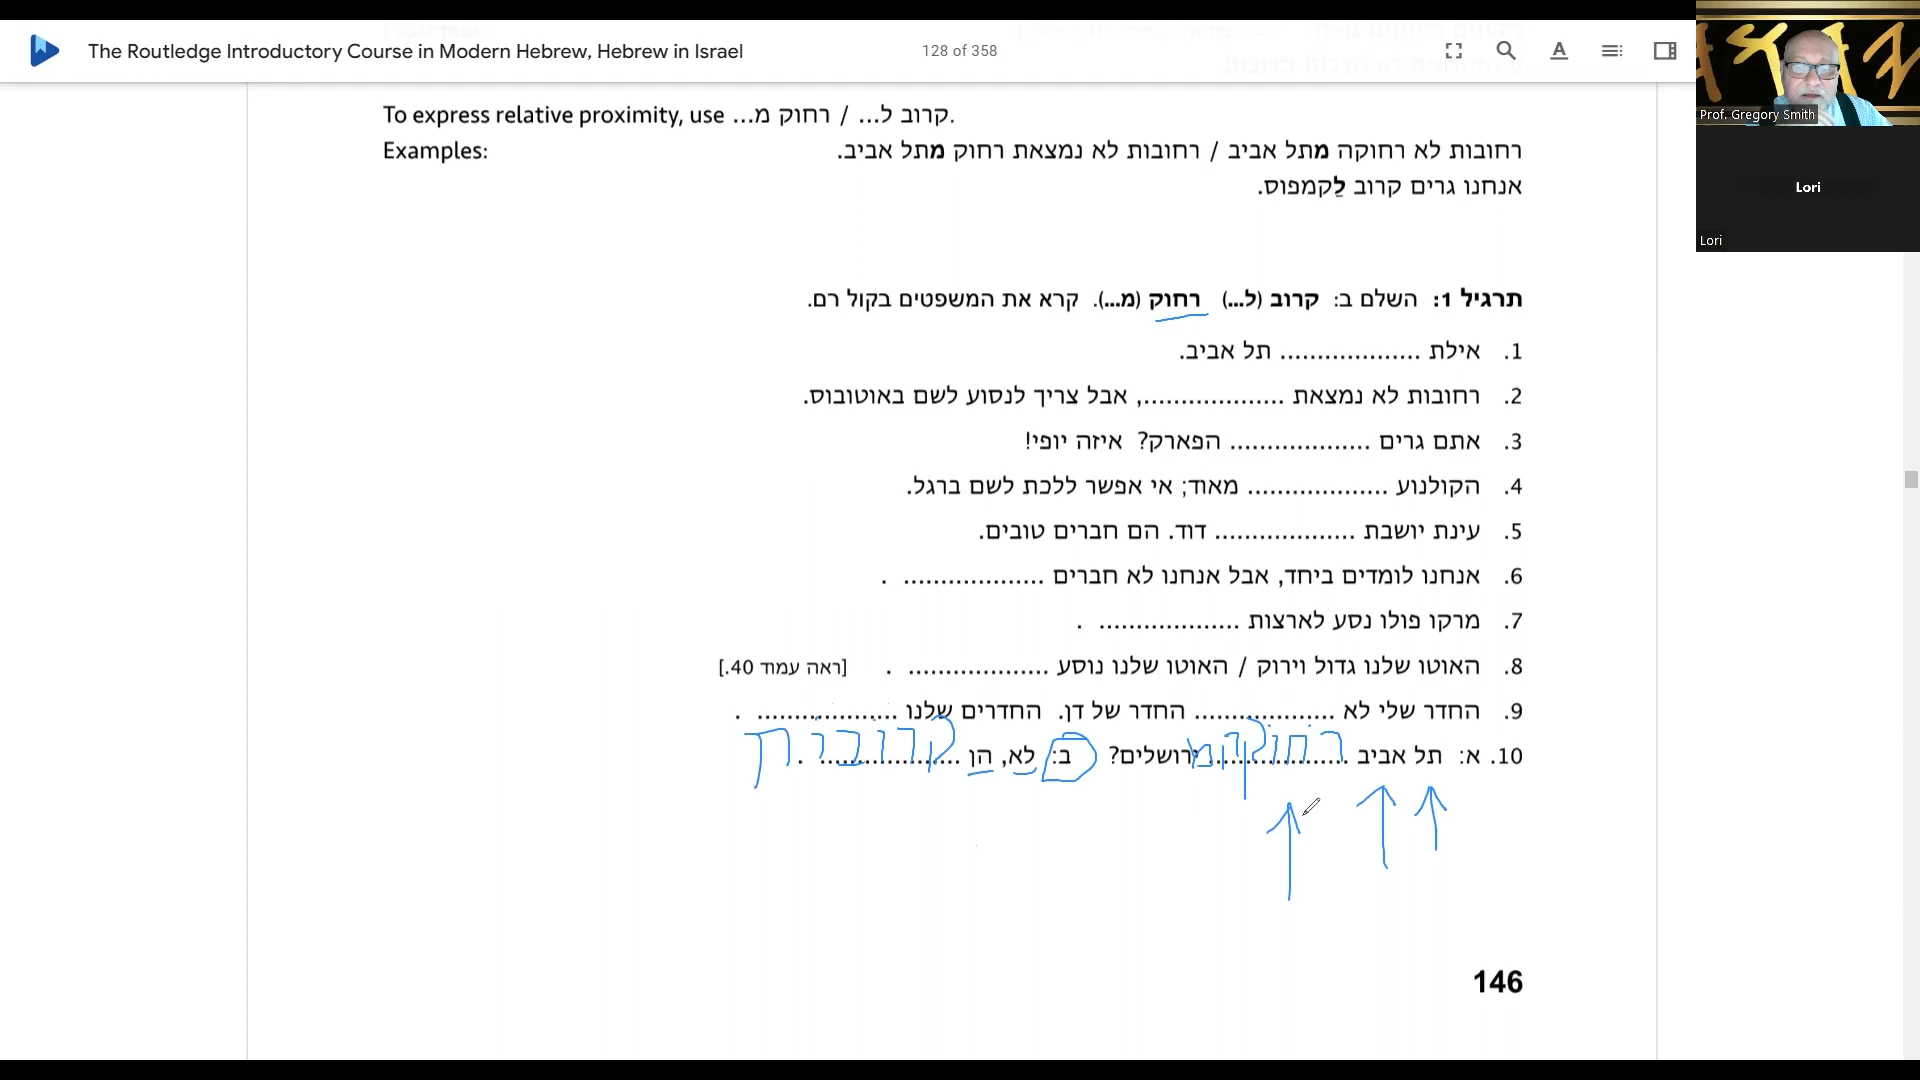 The Routledge Introductory Course in Modern Hebrew, Hebrew in Israel
128 of 358
Prof. Gregory Smith
Lori
Lori
To express relative proximity, use קרוב ל... / רחוק מ....
Examples:
רחובות לא רחוקה מתל אביב / רחובות לא נמצאת רחוק מתל אביב.
אנחנו גרים קרוב לַקמפוס.
תרגיל 1: השלם ב: קרוב (ל...) רחוק (מ...). קרא את המשפטים בקול רם.
1. אילת ................... תל אביב.
2. רחובות לא נמצאת ..................., אבל צריך לנסוע לשם באוטובוס.
3. אתם גרים ................... הפארק? איזה יופי!
4. הקולנוע ................... מאוד; אי אפשר ללכת לשם ברגל.
5. עינת יושבת ................... דוד. הם חברים טובים.
6. אנחנו לומדים ביחד, אבל אנחנו לא חברים ................... .
7. מרקו פולו נסע לארצות ................... .
8. האוטו שלנו גדול וירוק / האוטו שלנו נוסע ................... . [ראה עמוד 40.]
9. החדר שלי לא ................... החדר של דן. החדרים שלנו ................... .
10. א: תל אביב רחוקה מ ירושלים? ב: לא, הן קרובות .
146